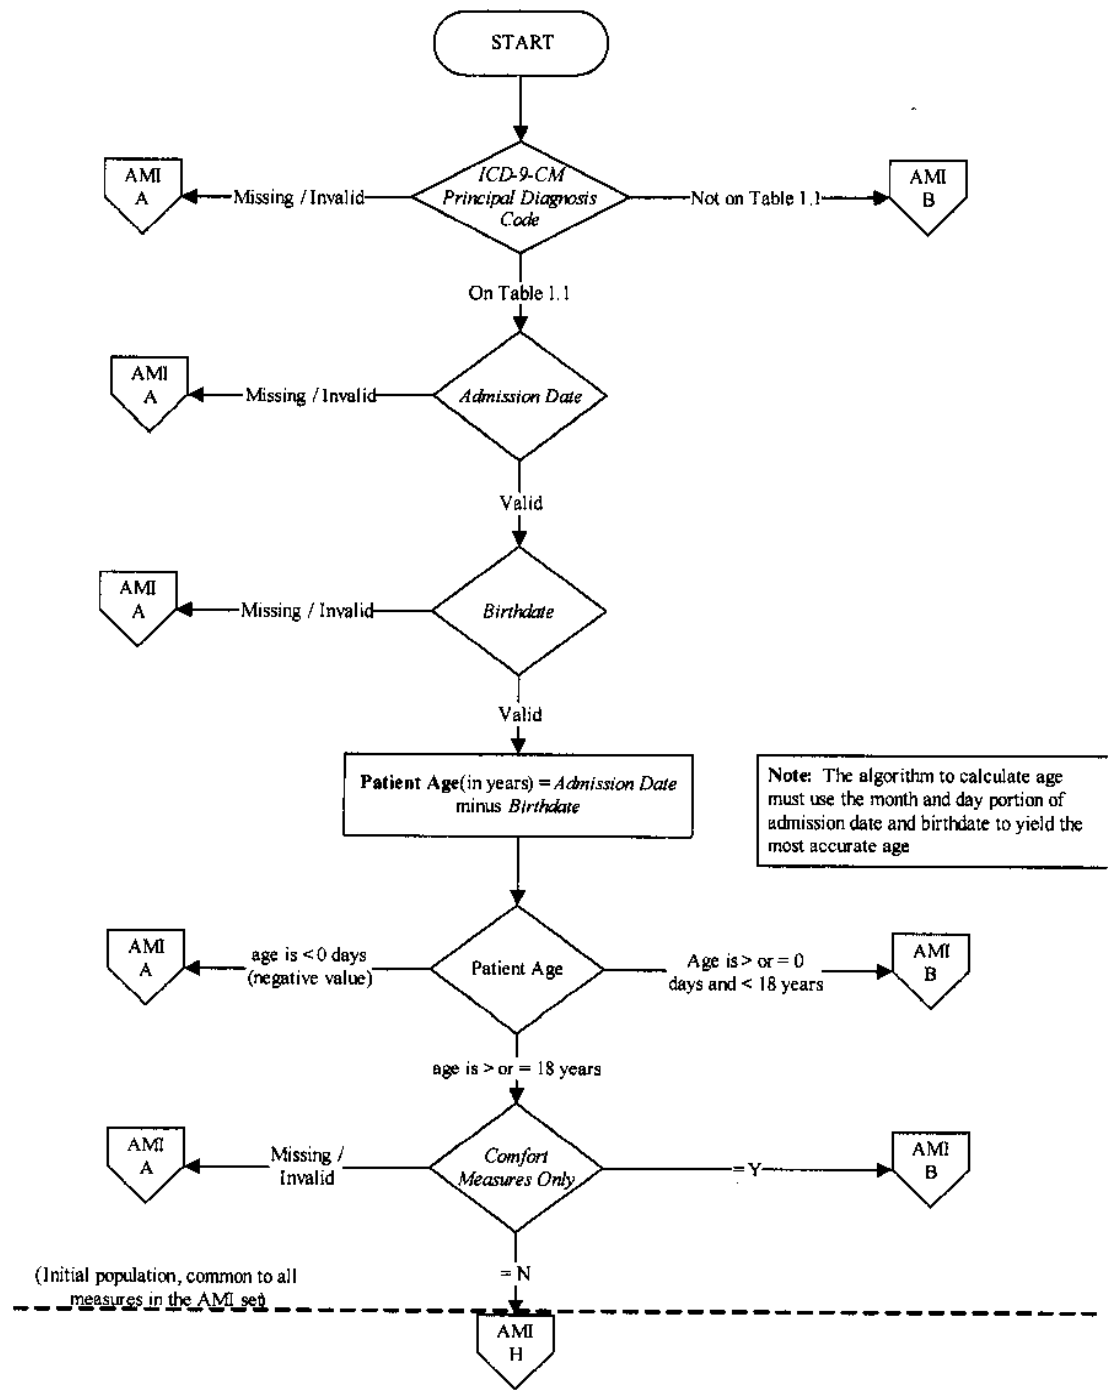 START
AMI
A
Missing / Invalid
ICD-9-CM
Principal Diagnosis
Code
Not on Table 1.1
AMI
B
On Table 1.1
AMI
A
Missing / Invalid
Admission Date
Valid
AMI
A
Missing / Invalid
Birthdate
Valid
Patient Age(in years) = Admission Date
minus Birthdate
Note: The algorithm to calculate age
must use the month and day portion of
admission date and birthdate to yield the
most accurate age
AMI
A
age is < 0 days
(negative value)
Patient Age
Age is > or = 0
days and < 18 years
AMI
B
age is > or = 18 years
AMI
A
Missing /
Invalid
Comfort
Measures Only
= Y
AMI
B
= N
(Initial population, common to all
measures in the AMI set)
AMI
H